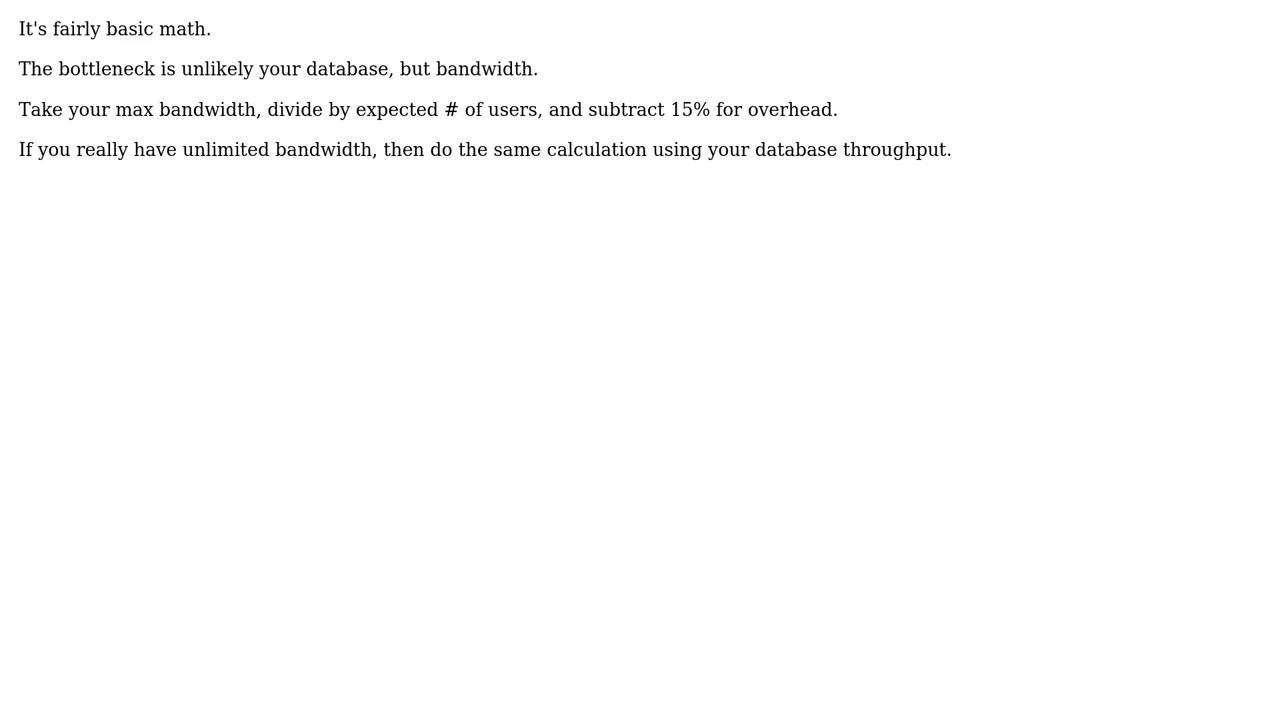 It's fairly basic math.
The bottleneck is unlikely your database, but bandwidth.
Take your max bandwidth, divide by expected # of users, and subtract 15% for overhead.
If you really have unlimited bandwidth, then do the same calculation using your database throughput.